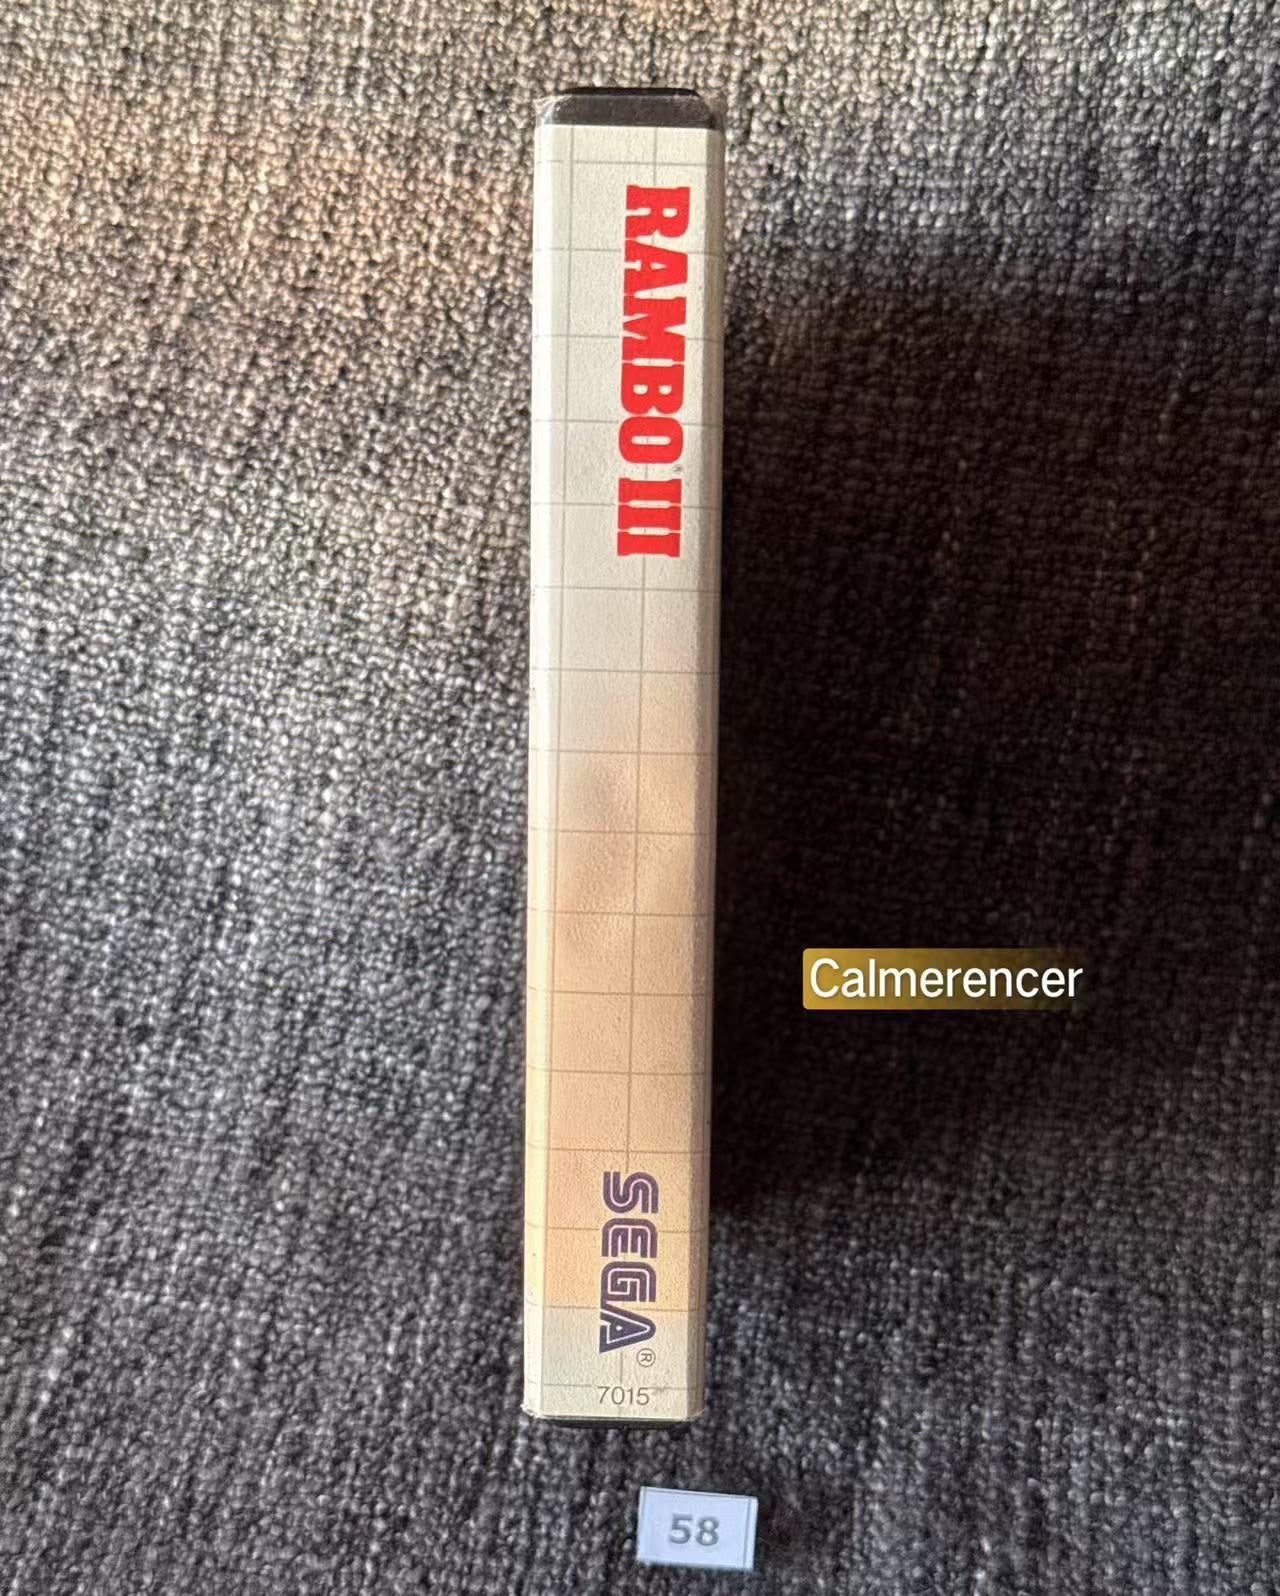 RAMBO® III
Calmerencer
SEGA®
7015
58